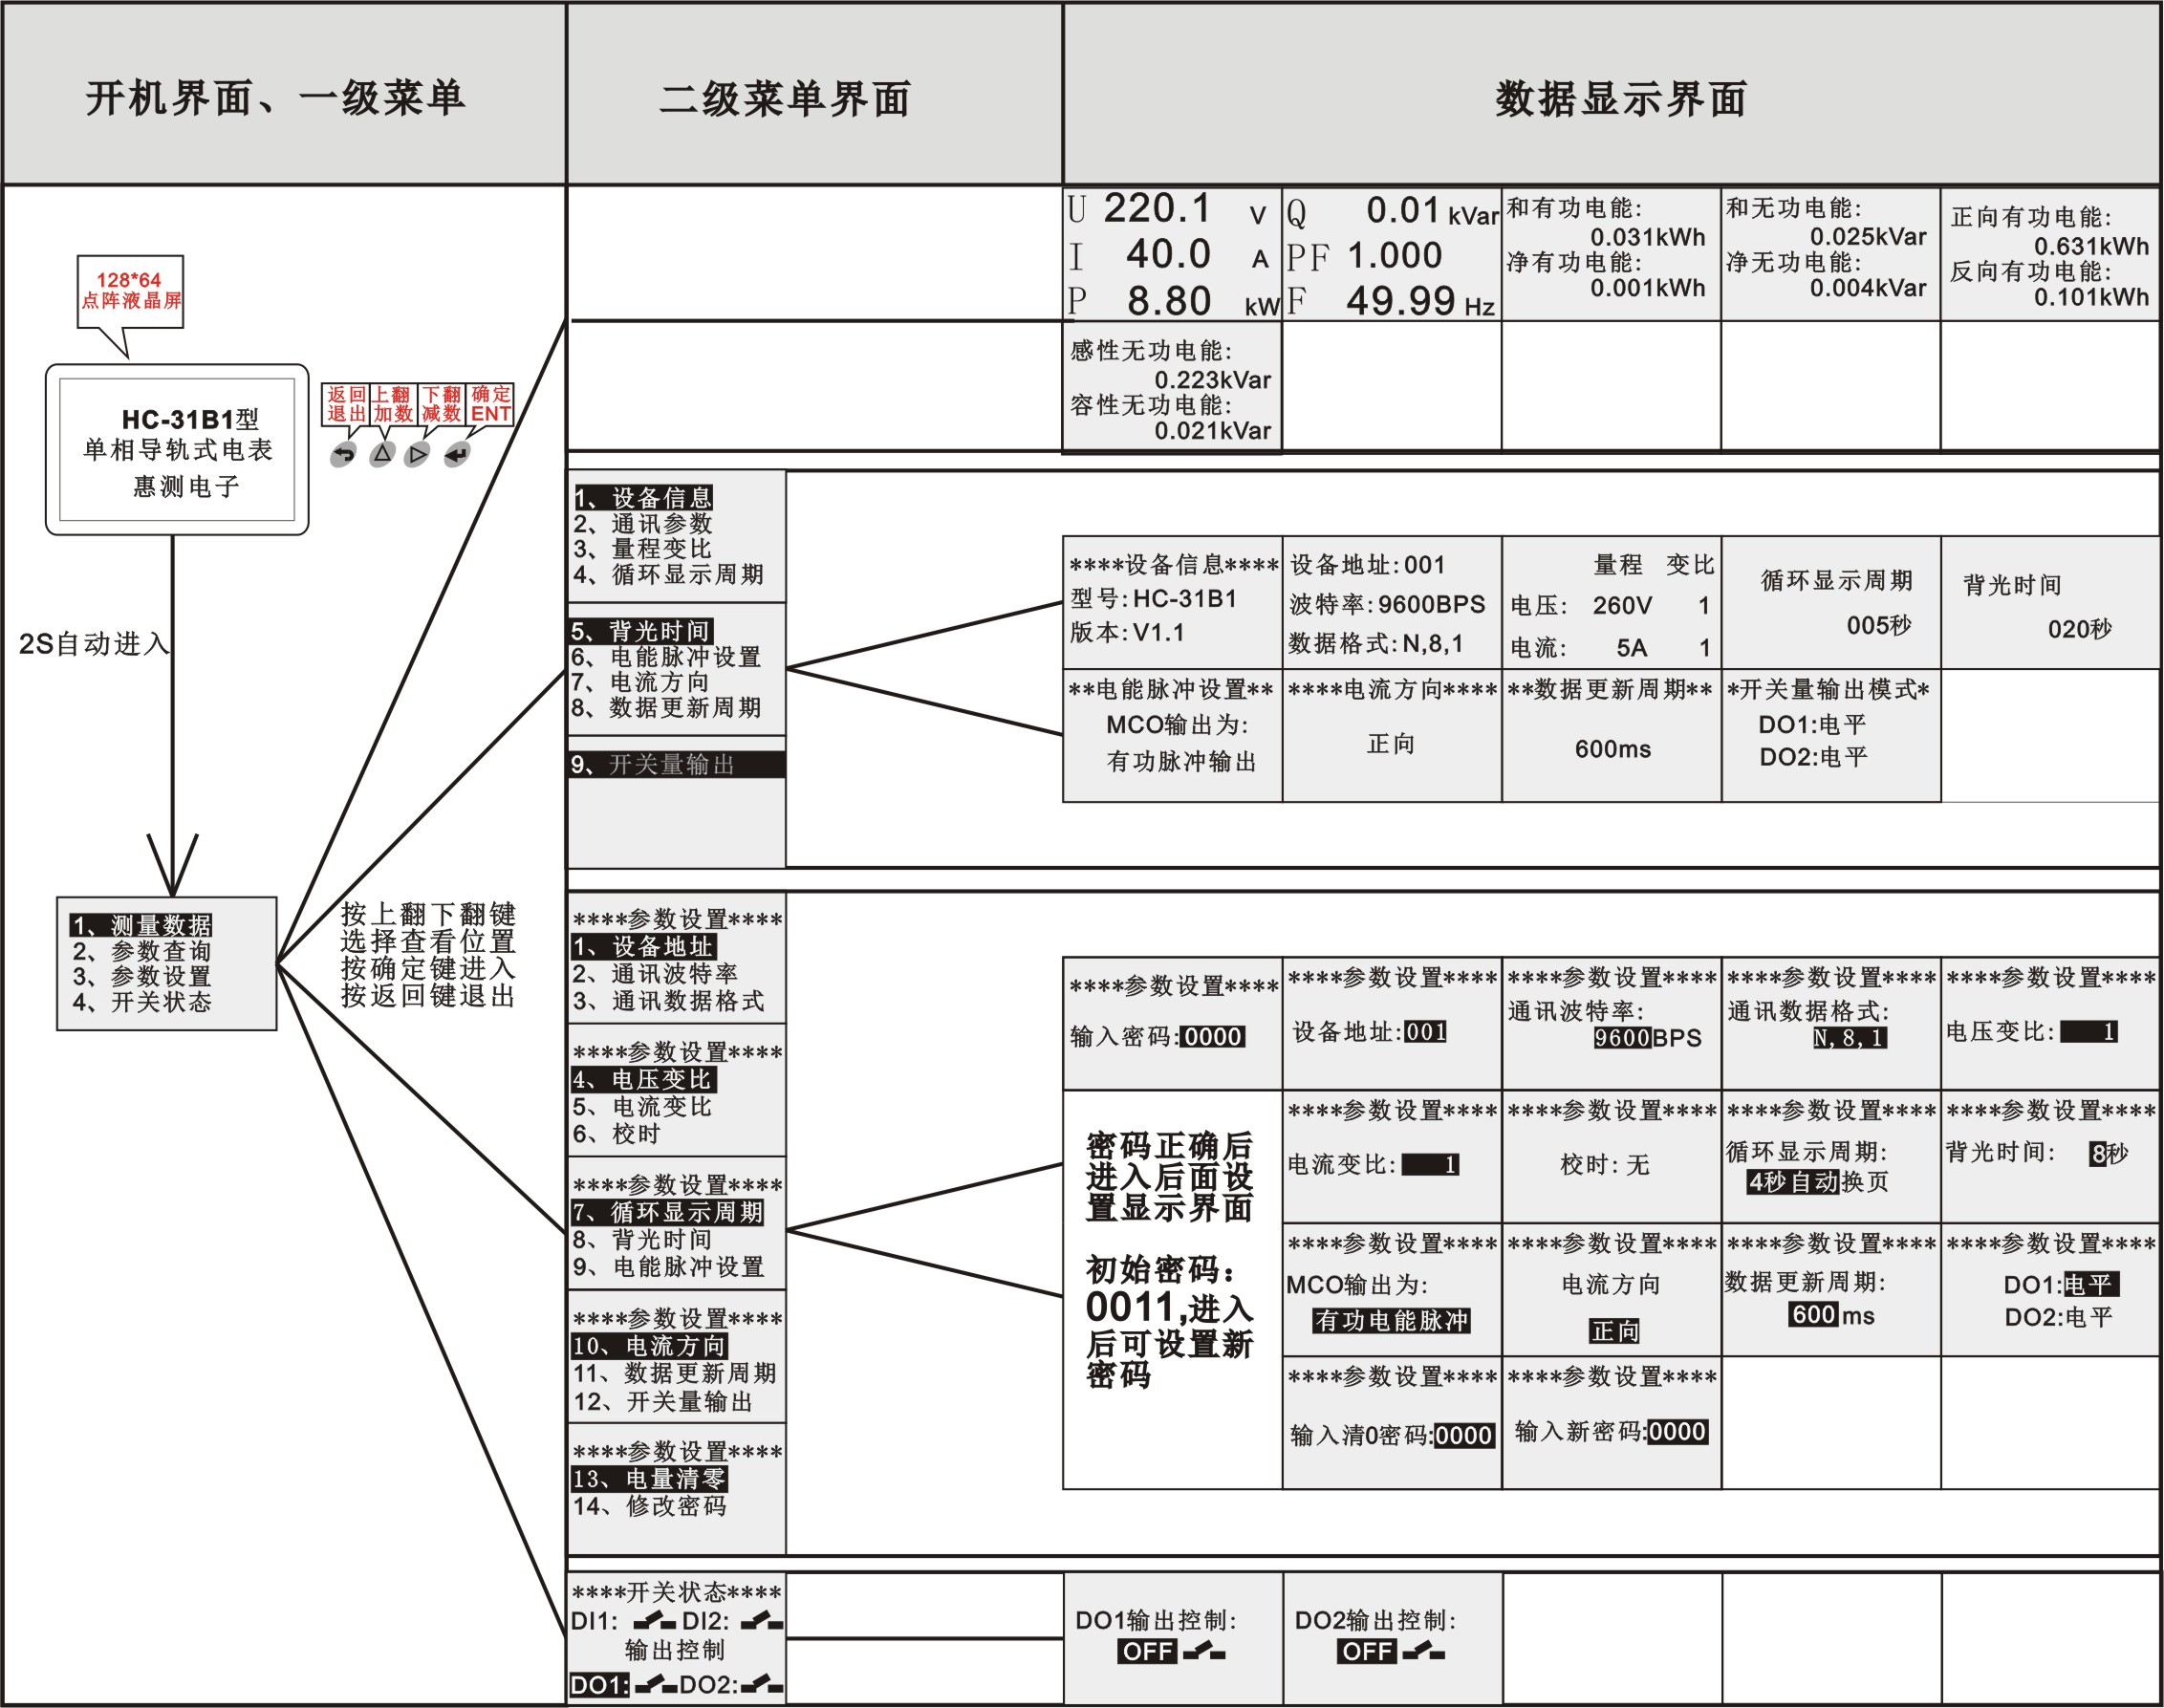 开机界面、一级菜单
二级菜单界面
数据显示界面
128*64
点阵液晶屏
HC-31B1型
单相导轨式电表
惠测电子
返回
退出
上翻
加数
下翻
减数
确定
ENT
2S自动进入
1、测量数据
2、参数查询
3、参数设置
4、开关状态
按上翻下翻键
选择查看位置
按确定键进入
按返回键退出
U 220.1 V
I 40.0 A
P 8.80 kW
Q 0.01 kVar
PF 1.000
F 49.99 Hz
和有功电能:
0.031kWh
净有功电能:
0.001kWh
和无功电能:
0.025kVar
净无功电能:
0.004kVar
正向有功电能:
0.631kWh
反向有功电能:
0.101kWh
感性无功电能:
0.223kVar
容性无功电能:
0.021kVar
1、设备信息
2、通讯参数
3、量程变比
4、循环显示周期
5、背光时间
6、电能脉冲设置
7、电流方向
8、数据更新周期
9、开关量输出
****设备信息****
型号:HC-31B1
版本:V1.1
设备地址:001
波特率:9600BPS
数据格式:N,8,1
量程 变比
电压: 260V 1
电流: 5A 1
循环显示周期
005秒
背光时间
020秒
**电能脉冲设置**
MCO输出为:
有功脉冲输出
****电流方向****
正向
**数据更新周期**
600ms
*开关量输出模式*
DO1:电平
DO2:电平
****参数设置****
1、设备地址
2、通讯波特率
3、通讯数据格式
****参数设置****
4、电压变比
5、电流变比
6、校时
****参数设置****
7、循环显示周期
8、背光时间
9、电能脉冲设置
****参数设置****
10、电流方向
11、数据更新周期
12、开关量输出
****参数设置****
13、电量清零
14、修改密码
****参数设置****
输入密码:0000
****参数设置****
设备地址:001
****参数设置****
通讯波特率:
9600BPS
****参数设置****
通讯数据格式:
N,8,1
****参数设置****
电压变比: 1
密码正确后
进入后面设
置显示界面
初始密码:
0011,进入
后可设置新
密码
****参数设置****
电流变比: 1
****参数设置****
校时: 无
****参数设置****
循环显示周期:
4秒自动换页
****参数设置****
背光时间: 8秒
****参数设置****
MCO输出为:
有功电能脉冲
****参数设置****
电流方向
正向
****参数设置****
数据更新周期:
600ms
****参数设置****
DO1:电平
DO2:电平
****参数设置****
输入清0密码:0000
****参数设置****
输入新密码:0000
****开关状态****
DI1: DI2:
输出控制
DO1: DO2:
DO1输出控制:
OFF
DO2输出控制:
OFF